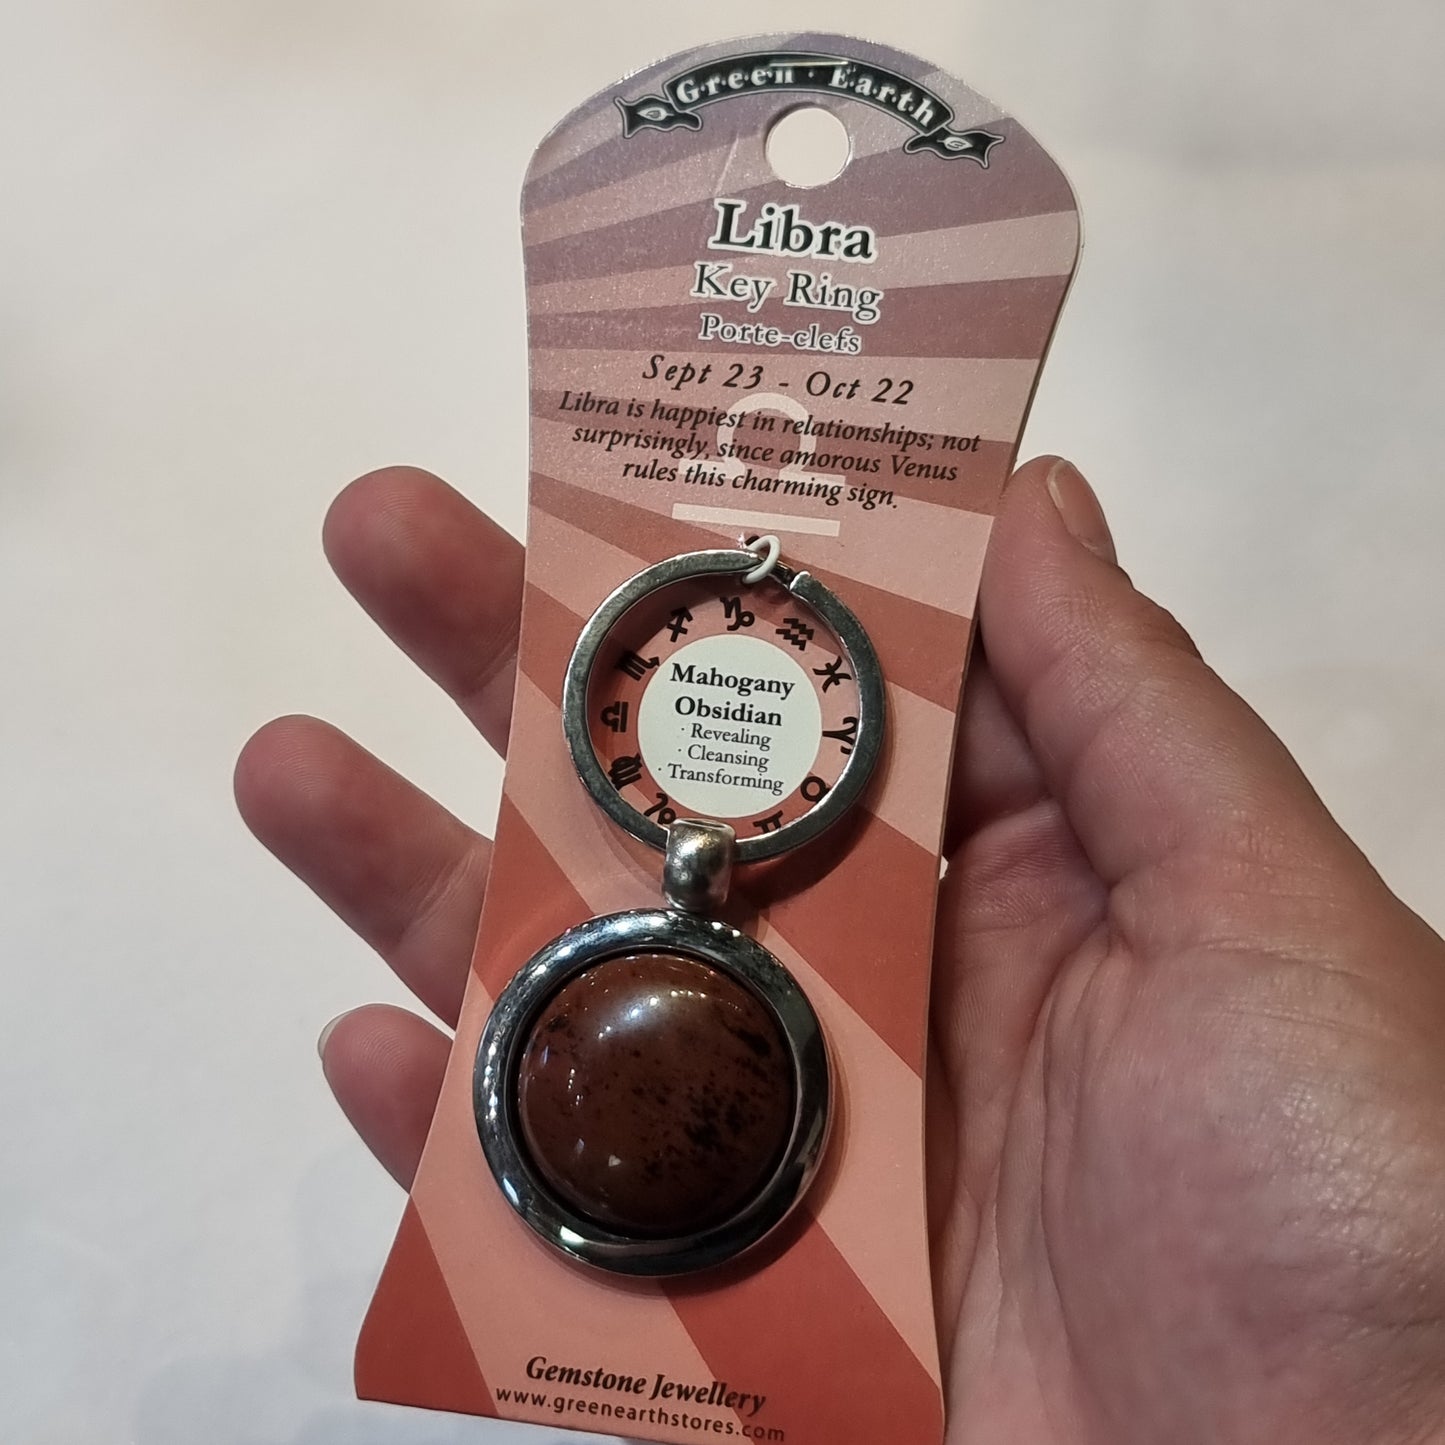 Green · Earth
Libra
Key Ring
Porte-clefs
Sept 23 - Oct 22
Libra is happiest in relationships; not
surprisingly, since amorous Venus
rules this charming sign.
Mahogany
Obsidian
· Revealing
· Cleansing
· Transforming
Gemstone Jewellery
www.greenearthstores.com